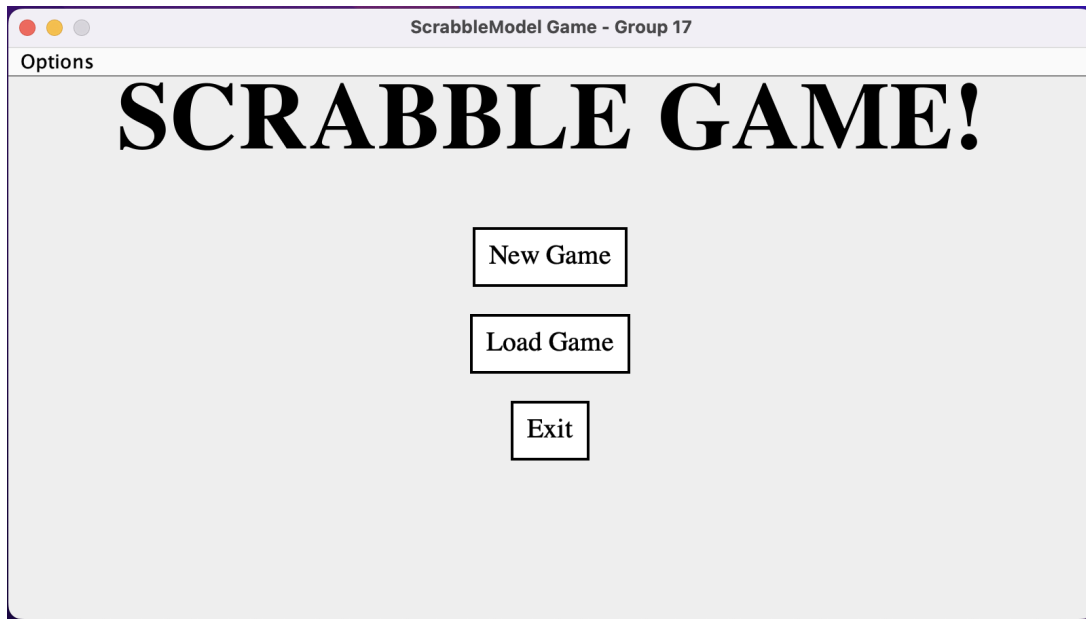 ScrabbleModel Game - Group 17
Options
SCRABBLE GAME!
New Game
Load Game
Exit